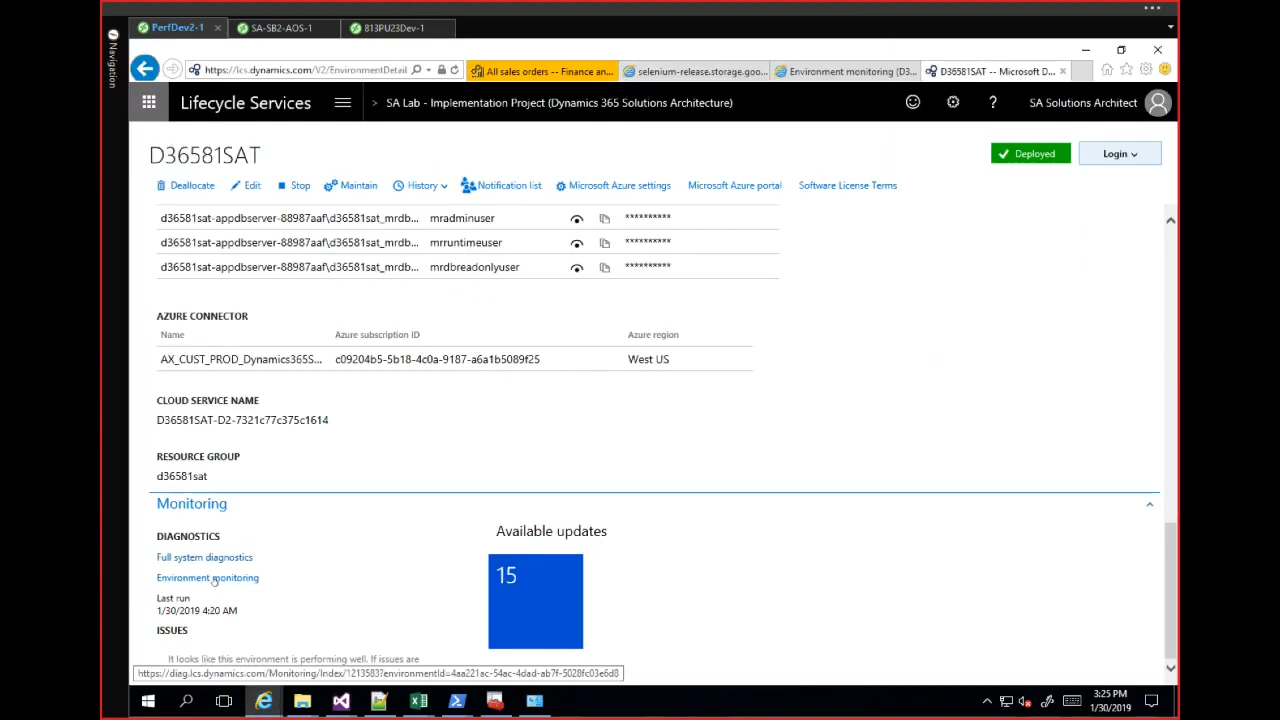 PerfDev2-1
SA-SB2-AOS-1
813PU23Dev-1
Navigation
https://lcs.dynamics.com/V2/EnvironmentDetail
All sales orders -- Finance an...
selenium-release.storage.goo...
Environment monitoring (D3...
D36581SAT -- Microsoft D...
Lifecycle Services
> SA Lab - Implementation Project (Dynamics 365 Solutions Architecture)
?
SA Solutions Architect
D36581SAT
Deployed
Login
Deallocate
Edit
Stop
Maintain
History
Notification list
Microsoft Azure settings
Microsoft Azure portal
Software License Terms
d36581sat-appdbserver-88987aaf\d36581sat_mrdb... mradminuser **********
d36581sat-appdbserver-88987aaf\d36581sat_mrdb... mrruntimeuser **********
d36581sat-appdbserver-88987aaf\d36581sat_mrdb... mrdbreadonlyuser **********
AZURE CONNECTOR
Name Azure subscription ID Azure region
AX_CUST_PROD_Dynamics365S... c09204b5-5b18-4c0a-9187-a6a1b5089f25 West US
CLOUD SERVICE NAME
D36581SAT-D2-7321c77c375c1614
RESOURCE GROUP
d36581sat
Monitoring
DIAGNOSTICS
Full system diagnostics
Environment monitoring
Last run
1/30/2019 4:20 AM
ISSUES
It looks like this environment is performing well. If issues are
Available updates
15
https://diag.lcs.dynamics.com/Monitoring/Index/1213583?environmentId=4aa221ac-54ac-4dad-ab7f-5028fc03e6d8
3:25 PM
1/30/2019